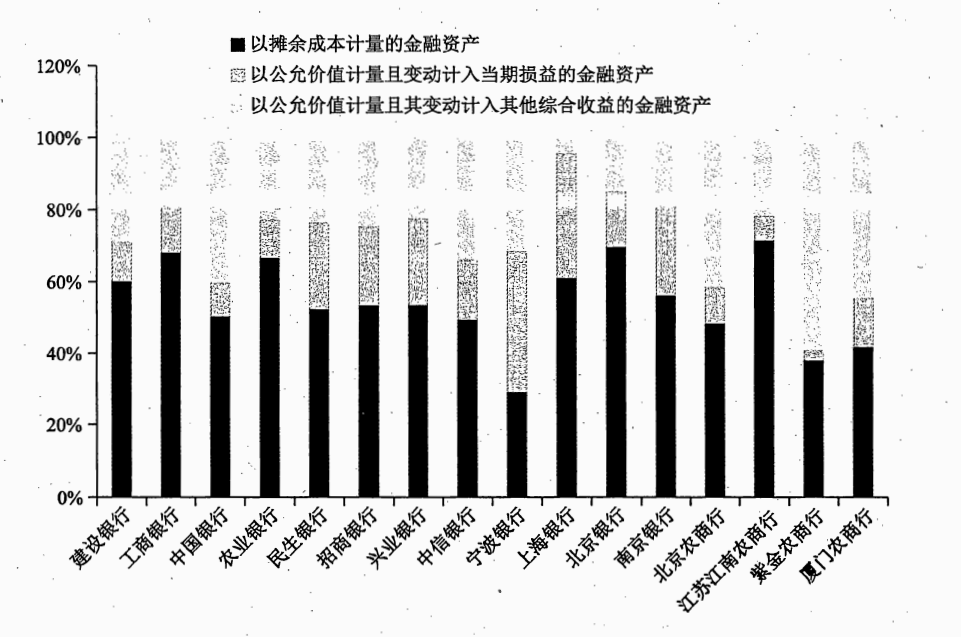 以摊余成本计量的金融资产
以公允价值计量且变动计入当期损益的金融资产
以公允价值计量且其变动计入其他综合收益的金融资产
120%
100%
80%
60%
40%
20%
0%
建设银行
工商银行
中国银行
农业银行
民生银行
招商银行
兴业银行
中信银行
宁波银行
上海银行
北京银行
南京银行
北京农商行
江苏江南农商行
紫金农商行
厦门农商行